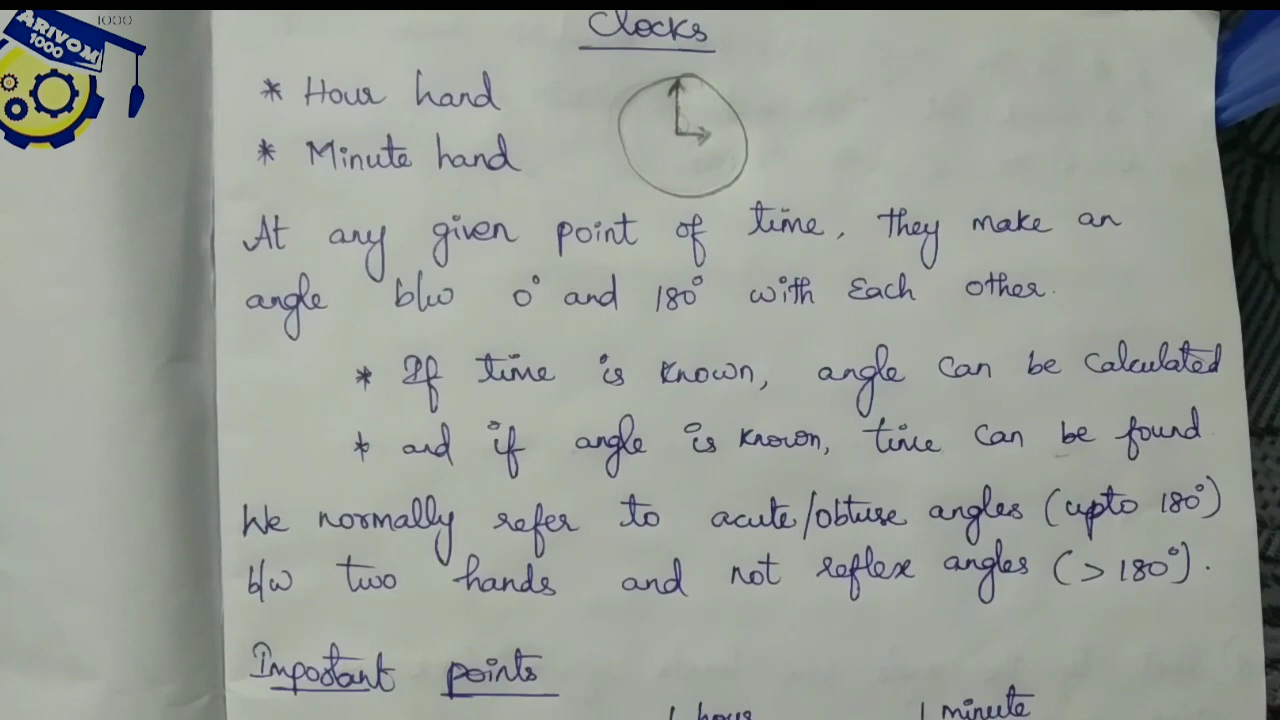 1000
ARIVOM
1000
Clocks
* Hour hand
* Minute hand
At any given point of time, they make an
angle b/w 0° and 180° with each other.
* If time is known, angle can be calculated
* and if angle is known, time can be found
We normally refer to acute/obtuse angles (upto 180°)
b/w two hands and not reflex angles (> 180°).
Important points
1 hour 1 minute